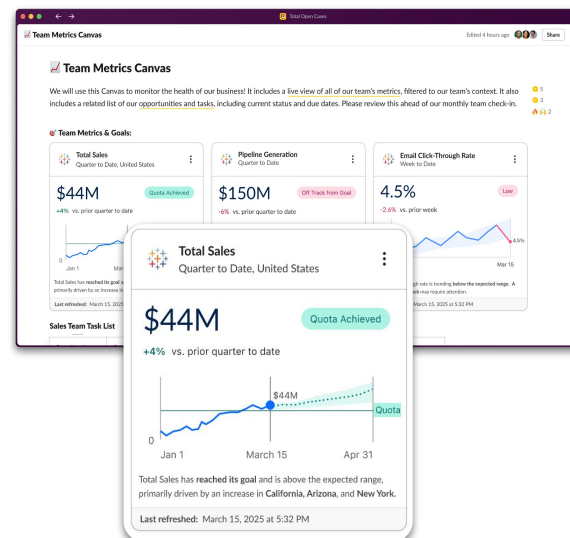 Total Open Cases
Team Metrics Canvas
Edited 4 hours ago
Share
Team Metrics Canvas
We will use this Canvas to monitor the health of our business! It includes a live view of all of our team's metrics, filtered to our team's context. It also
includes a related list of our opportunities and tasks, including current status and due dates. Please review this ahead of our monthly team check-in.
5
3
2
Team Metrics & Goals:
Total Sales
Quarter to Date, United States
$44M
Quota Achieved
+4% vs. prior quarter to date
0
Jan 1
Mar
Total Sales has reached its goal
primarily driven by an increase
Last refreshed: March 15, 2025
Pipeline Generation
Quarter to Date
$150M
Off Track from Goal
-6% vs. prior quarter to date
Email Click-Through Rate
Week to Date
4.5%
Low
-2.6% vs. prior week
4.5%
Mar 15
rate is trending below the expected range. A
may require attention.
March 15, 2025 at 5:32 PM
Sales Team Task List
Total Sales
Quarter to Date, United States
$44M
Quota Achieved
+4% vs. prior quarter to date
$44M
Quota
0
Jan 1
March 15
Apr 31
Total Sales has reached its goal and is above the expected range,
primarily driven by an increase in California, Arizona, and New York.
Last refreshed: March 15, 2025 at 5:32 PM